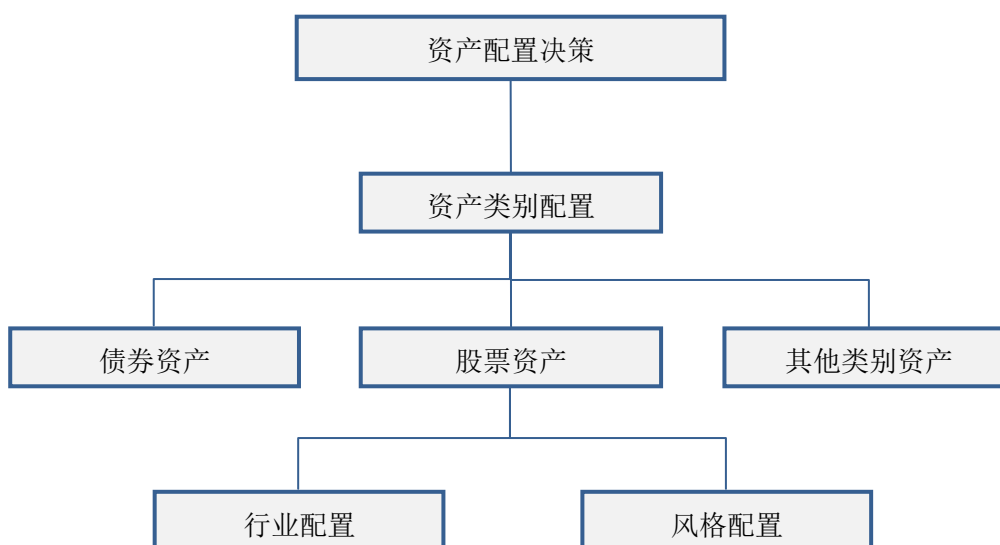 资产配置决策
资产类别配置
债券资产
股票资产
其他类别资产
行业配置
风格配置